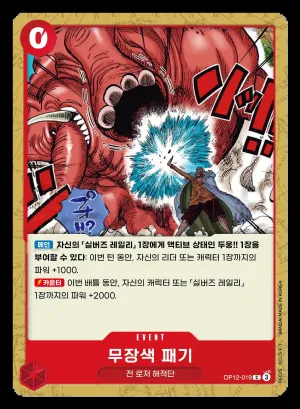 0
메인 자신의 「실버즈 레일리」 1장에게 액티브 상태인 두웅!! 1장을
부여할 수 있다: 이번 턴 동안, 자신의 리더 또는 캐릭터 1장까지의
파워 +1000.
카운터 이번 배틀 동안, 자신의 캐릭터 또는 「실버즈 레일리」
1장까지의 파워 +2000.
EVENT
무장색 패기
전 로저 해적단
OP12-019
3